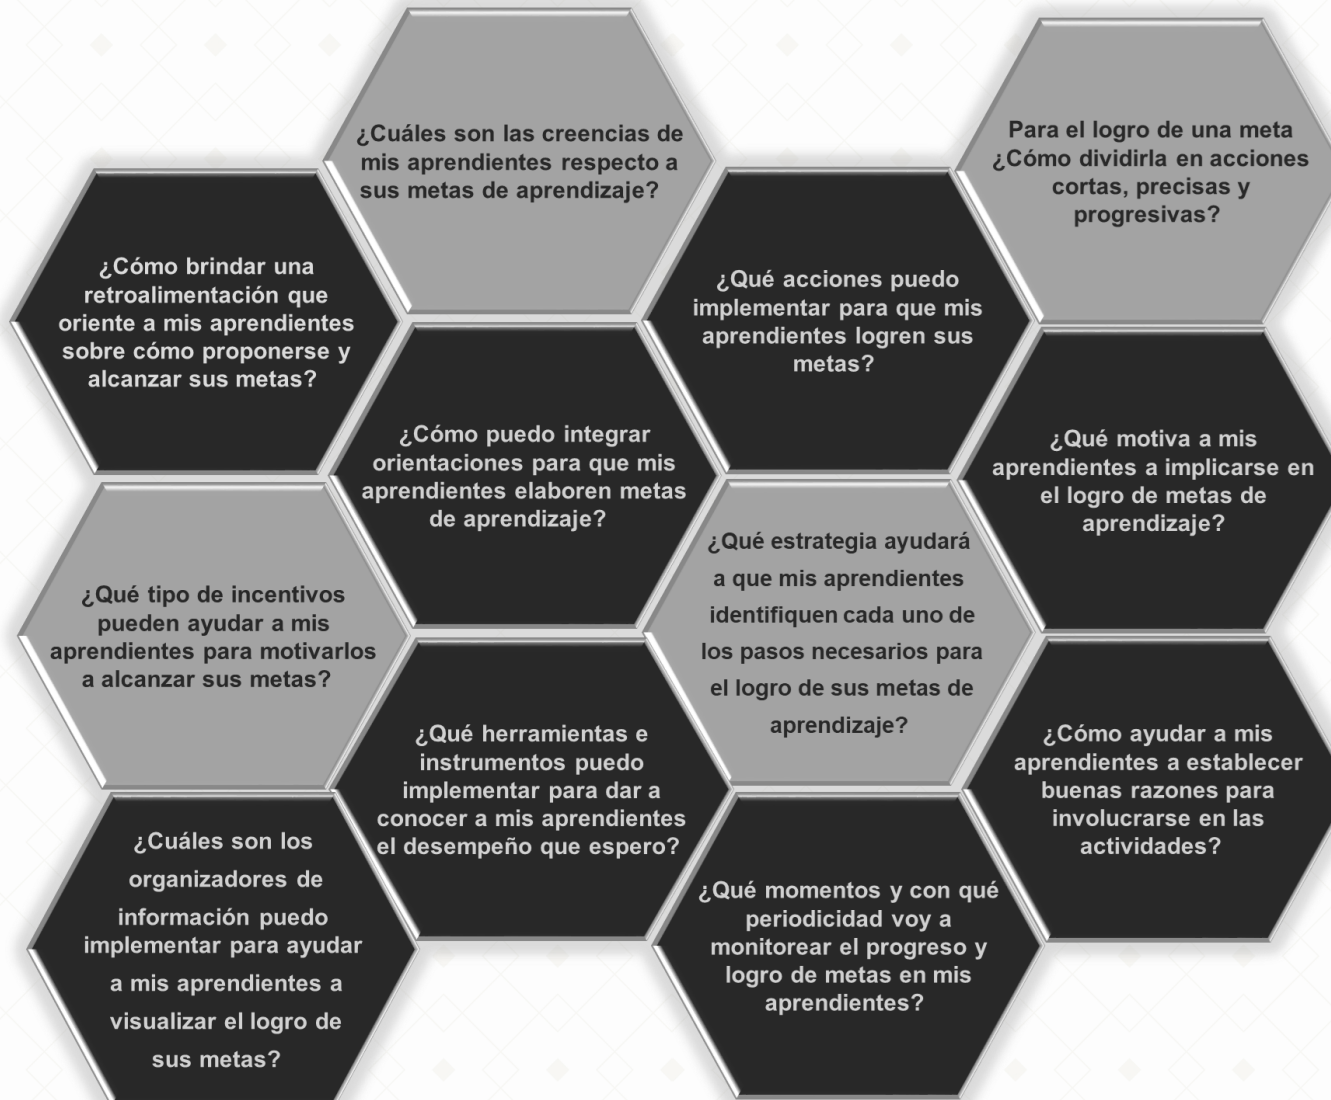 ¿Cuáles son las creencias de
mis aprendientes respecto a
sus metas de aprendizaje?
Para el logro de una meta
¿Cómo dividirla en acciones
cortas, precisas y
progresivas?
¿Cómo brindar una
retroalimentación que
oriente a mis aprendientes
sobre cómo proponerse y
alcanzar sus metas?
¿Qué acciones puedo
implementar para que mis
aprendientes logren sus
metas?
¿Cómo puedo integrar
orientaciones para que mis
aprendientes elaboren metas
de aprendizaje?
¿Qué motiva a mis
aprendientes a implicarse en
el logro de metas de
aprendizaje?
¿Qué tipo de incentivos
pueden ayudar a mis
aprendientes para motivarlos
a alcanzar sus metas?
¿Qué estrategia ayudará
a que mis aprendientes
identifiquen cada uno de
los pasos necesarios para
el logro de sus metas de
aprendizaje?
¿Qué herramientas e
instrumentos puedo
implementar para dar a
conocer a mis aprendientes
el desempeño que espero?
¿Cómo ayudar a mis
aprendientes a establecer
buenas razones para
involucrarse en las
actividades?
¿Cuáles son los
organizadores de
información puedo
implementar para ayudar
a mis aprendientes a
visualizar el logro de
sus metas?
¿Qué momentos y con qué
periodicidad voy a
monitorear el progreso y
logro de metas en mis
aprendientes?